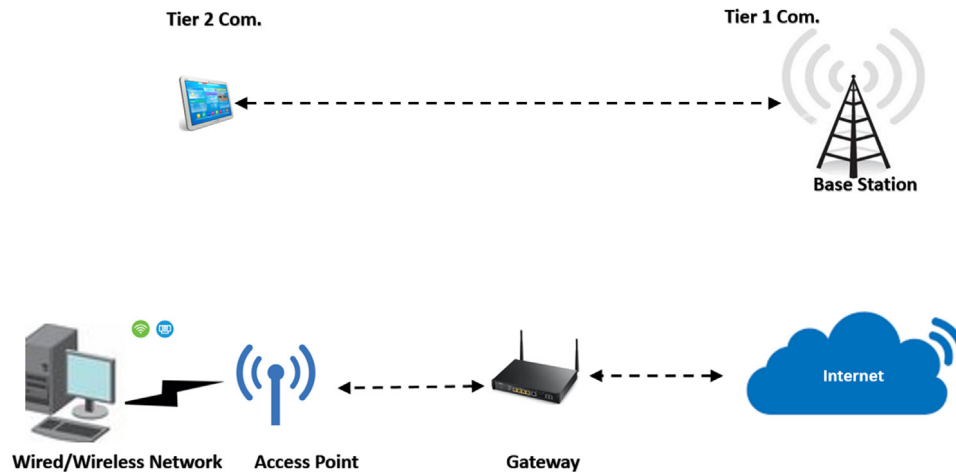 Tier 2 Com.
Tier 1 Com.
Base Station
Internet
Wired/Wireless Network
Access Point
Gateway